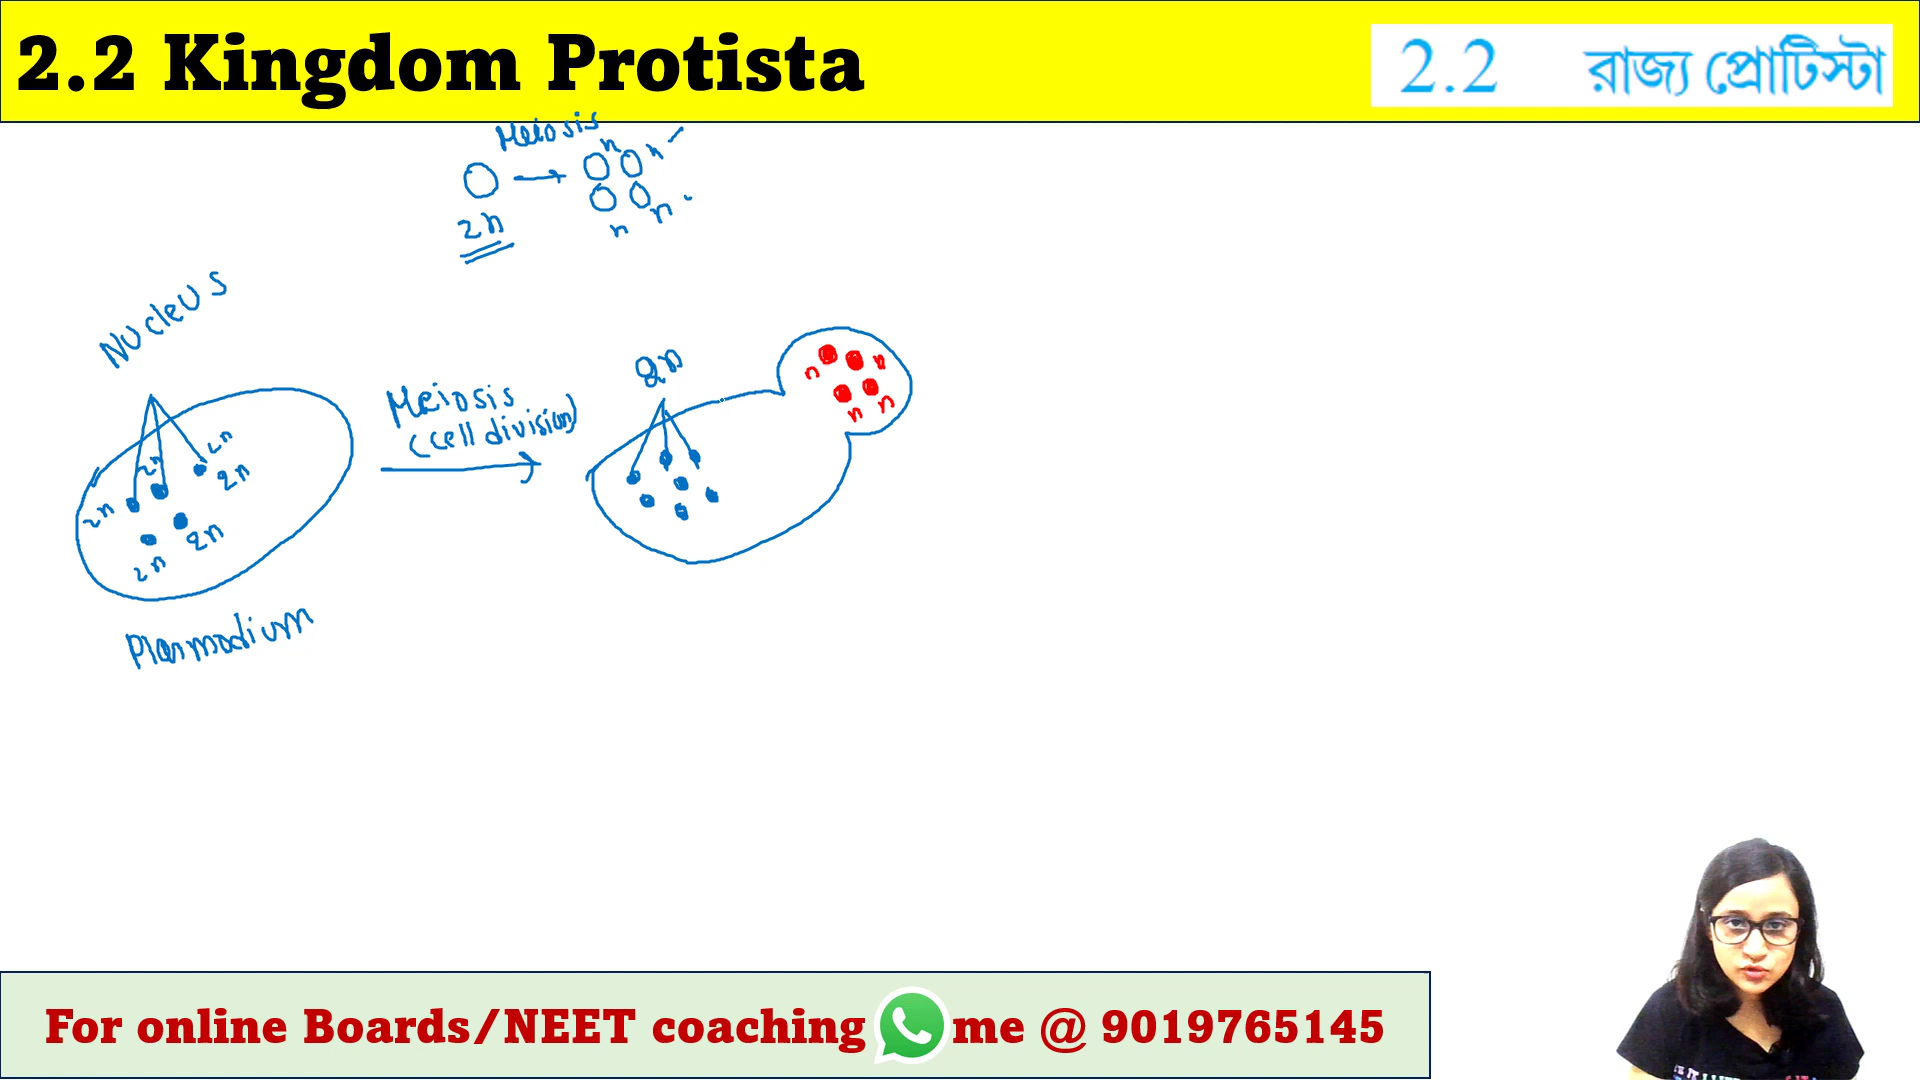 2.2 Kingdom Protista
2.2 রাজ্য প্রোটিস্টা
Meiosis
n n
2n
n n
Nucleus
2n
Meiosis
(cell division)
n n
n n
2n
2n
2n
2n
2n
2n
Plasmodium
For online Boards/NEET coaching me @ 9019765145